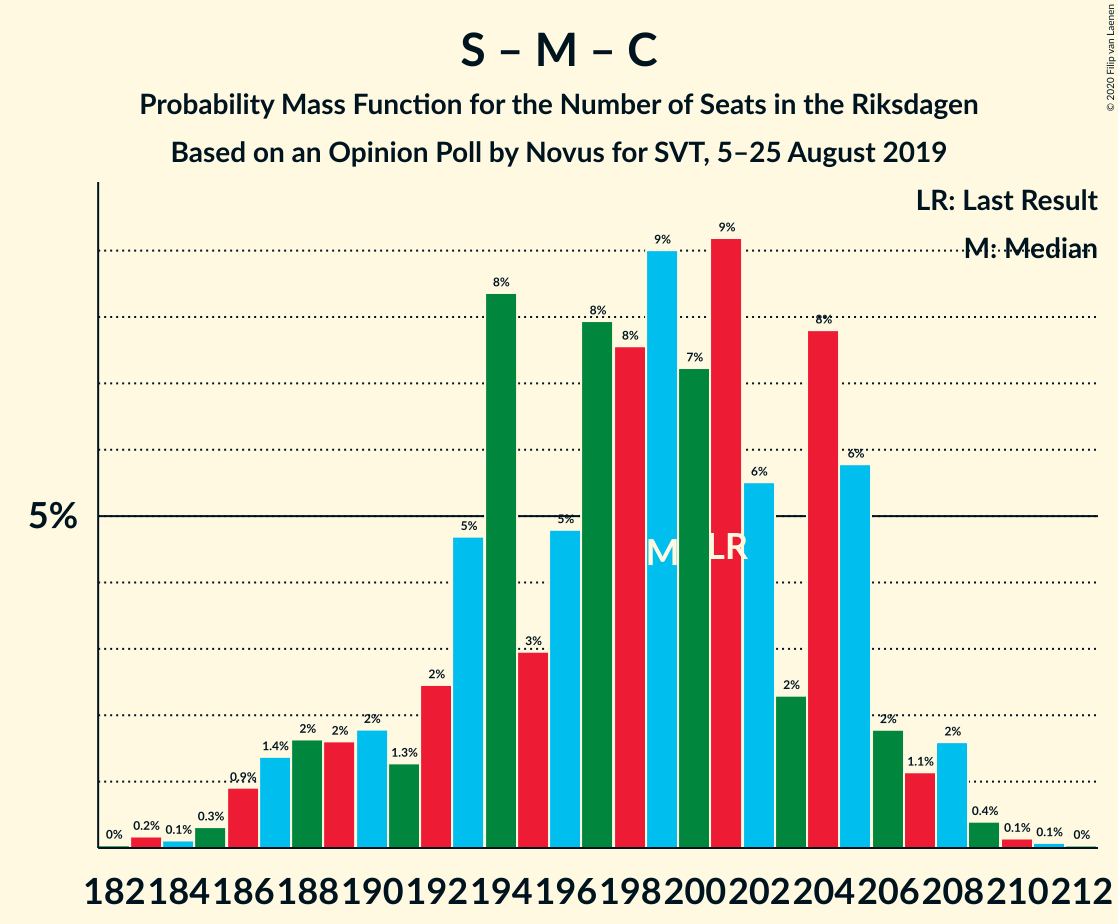 S – M – C
Probability Mass Function for the Number of Seats in the Riksdagen
Based on an Opinion Poll by Novus for SVT, 5–25 August 2019
© 2020 Filip van Laenen
LR: Last Result
M: Median
5%
0% 0.2% 0.1% 0.3% 0.9% 1.4% 2% 2% 2% 1.3% 2% 5% 8% 3% 5% 8% 8% 9% 7% 9% 6% 2% 8% 6% 2% 1.1% 2% 0.4% 0.1% 0.1% 0%
M LR
182 184 186 188 190 192 194 196 198 200 202 204 206 208 210 212